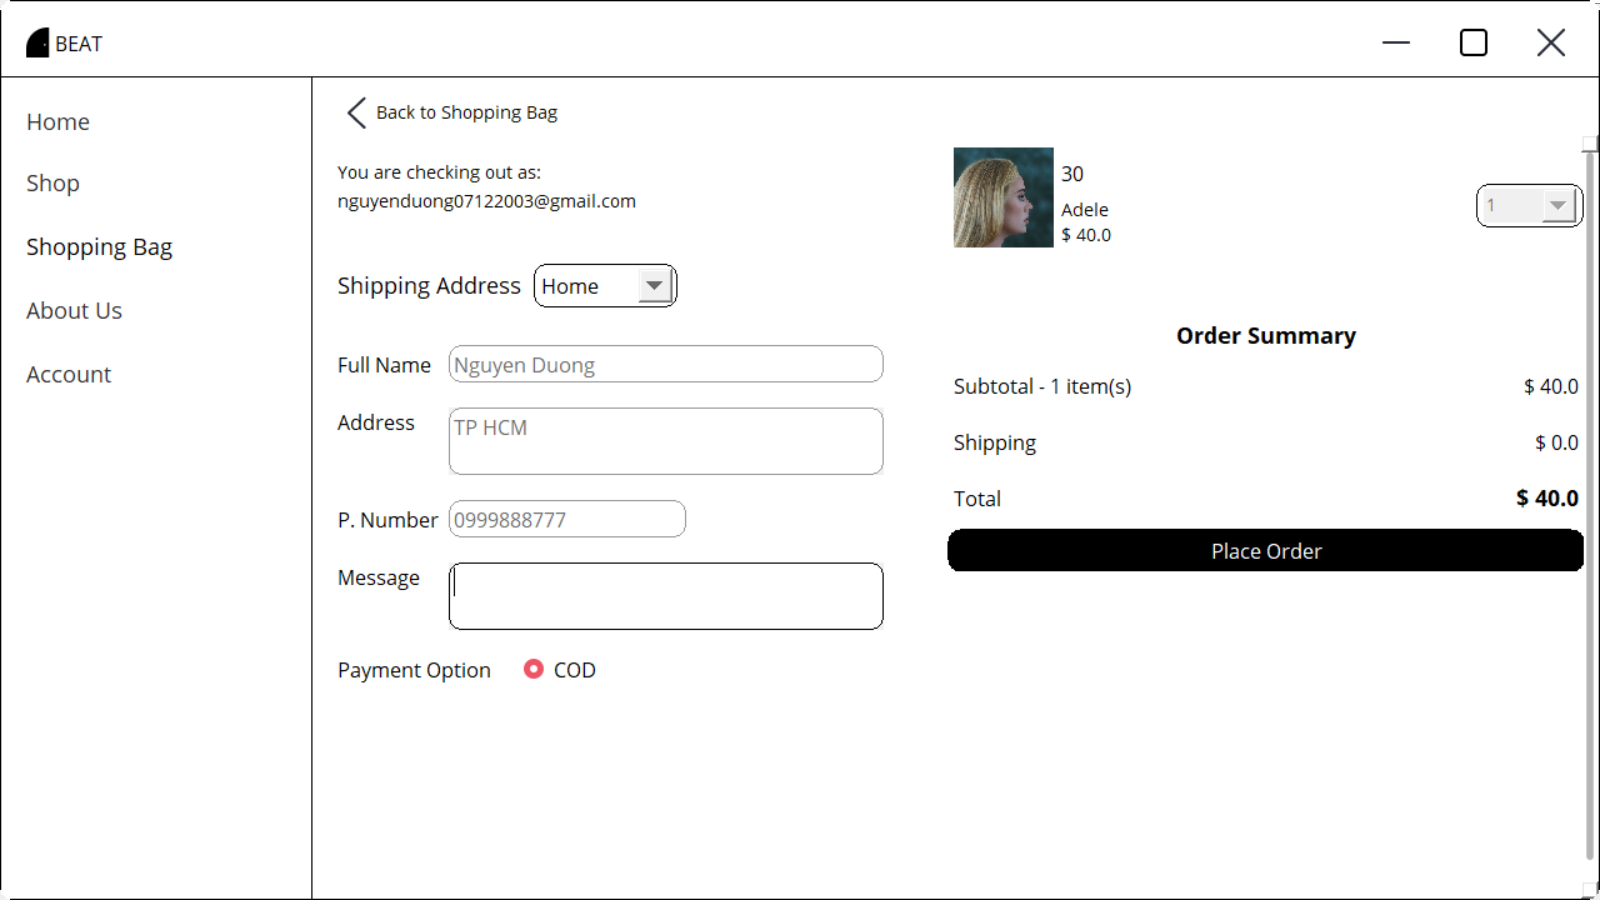 BEAT
Home
Shop
Shopping Bag
About Us
Account
Back to Shopping Bag
You are checking out as:
nguyenduong07122003@gmail.com
Shipping Address Home
Full Name Nguyen Duong
Address TP HCM
P. Number 0999888777
Message
Payment Option COD
30
Adele
$ 40.0
1
Order Summary
Subtotal - 1 item(s) $ 40.0
Shipping $ 0.0
Total $ 40.0
Place Order